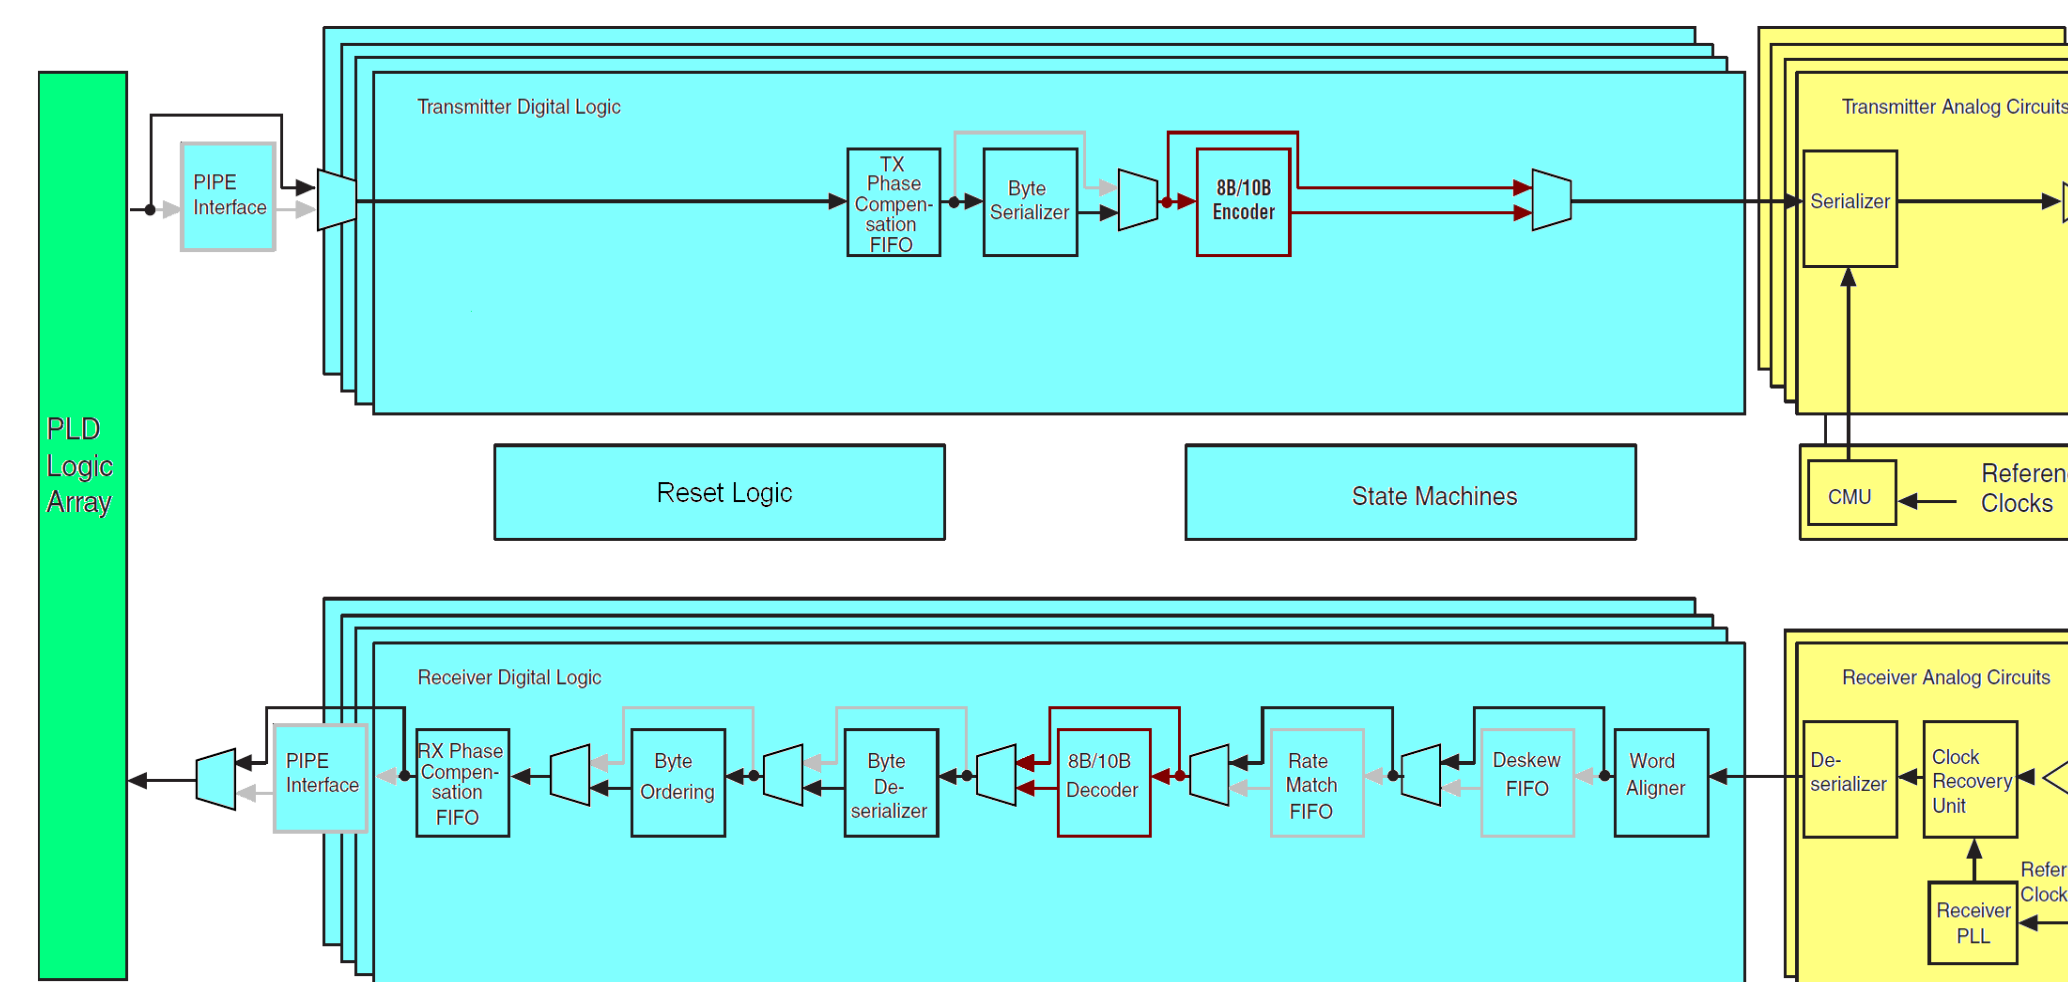 Transmitter Digital Logic
Transmitter Analog Circuits
PIPE
Interface
TX
Phase
Compen-
sation
FIFO
Byte
Serializer
8B/10B
Encoder
Serializer
PLD
Logic
Array
Reset Logic
State Machines
CMU
Referen
Clocks
Receiver Digital Logic
Receiver Analog Circuits
PIPE
Interface
RX Phase
Compen-
sation
FIFO
Byte
Ordering
Byte
De-
serializer
8B/10B
Decoder
Rate
Match
FIFO
Deskew
FIFO
Word
Aligner
De-
serializer
Clock
Recovery
Unit
Refer
Clock
Receiver
PLL